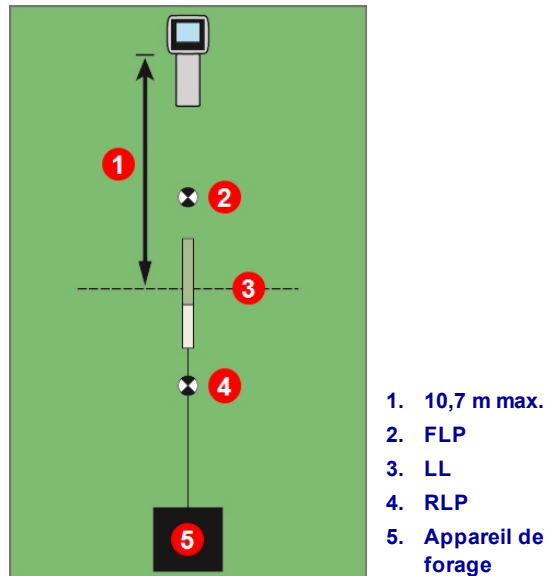 1
2
3
4
5
1. 10,7 m max.
2. FLP
3. LL
4. RLP
5. Appareil de
forage